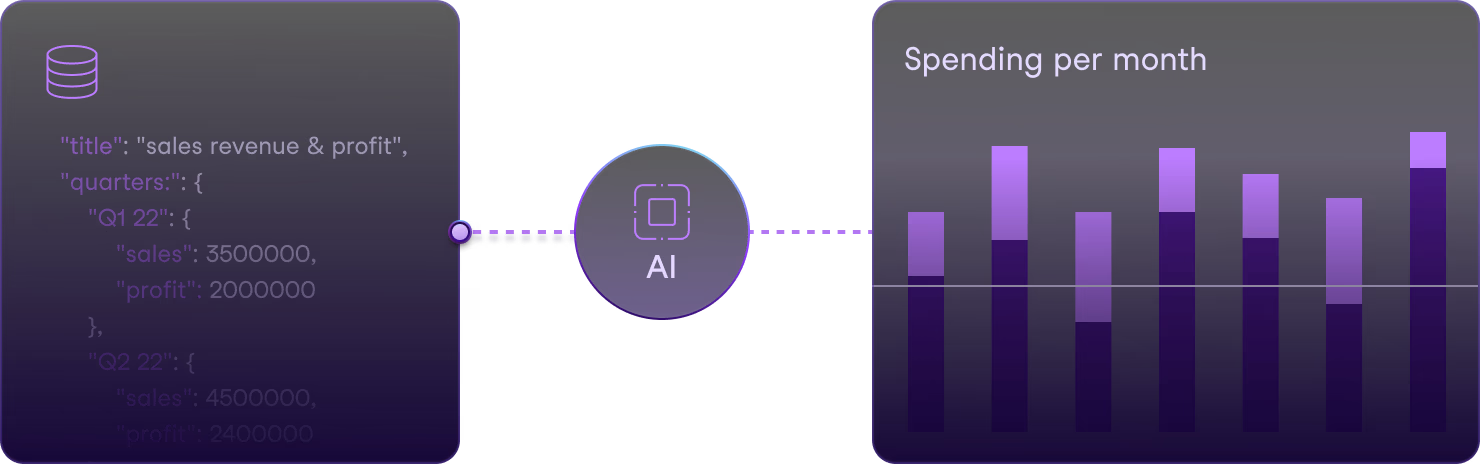 "title": "sales revenue & profit",
"quarters:": {
"Q1 22": {
"sales": 3500000,
"profit": 2000000
},
"Q2 22": {
"sales": 4500000,
"profit": 2400000
AI
Spending per month